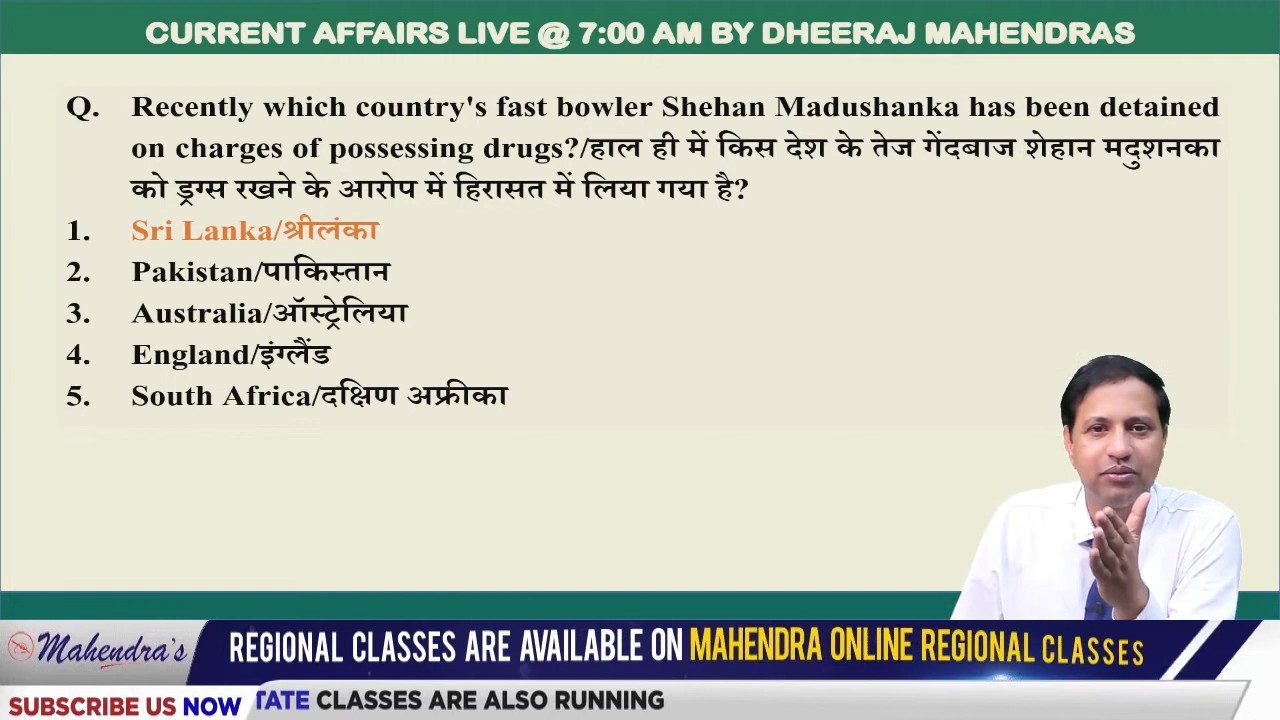 CURRENT AFFAIRS LIVE @ 7:00 AM BY DHEERAJ MAHENDRAS
Q. Recently which country's fast bowler Shehan Madushanka has been detained
on charges of possessing drugs?/हाल ही में किस देश के तेज गेंदबाज शेहान मदुशनका
को ड्रग्स रखने के आरोप में हिरासत में लिया गया है?
1. Sri Lanka/श्रीलंका
2. Pakistan/पाकिस्तान
3. Australia/ऑस्ट्रेलिया
4. England/इंग्लैंड
5. South Africa/दक्षिण अफ्रीका
Mahendra's
REGIONAL CLASSES ARE AVAILABLE ON MAHENDRA ONLINE REGIONAL CLASSES
SUBSCRIBE US NOW
TATE CLASSES ARE ALSO RUNNING